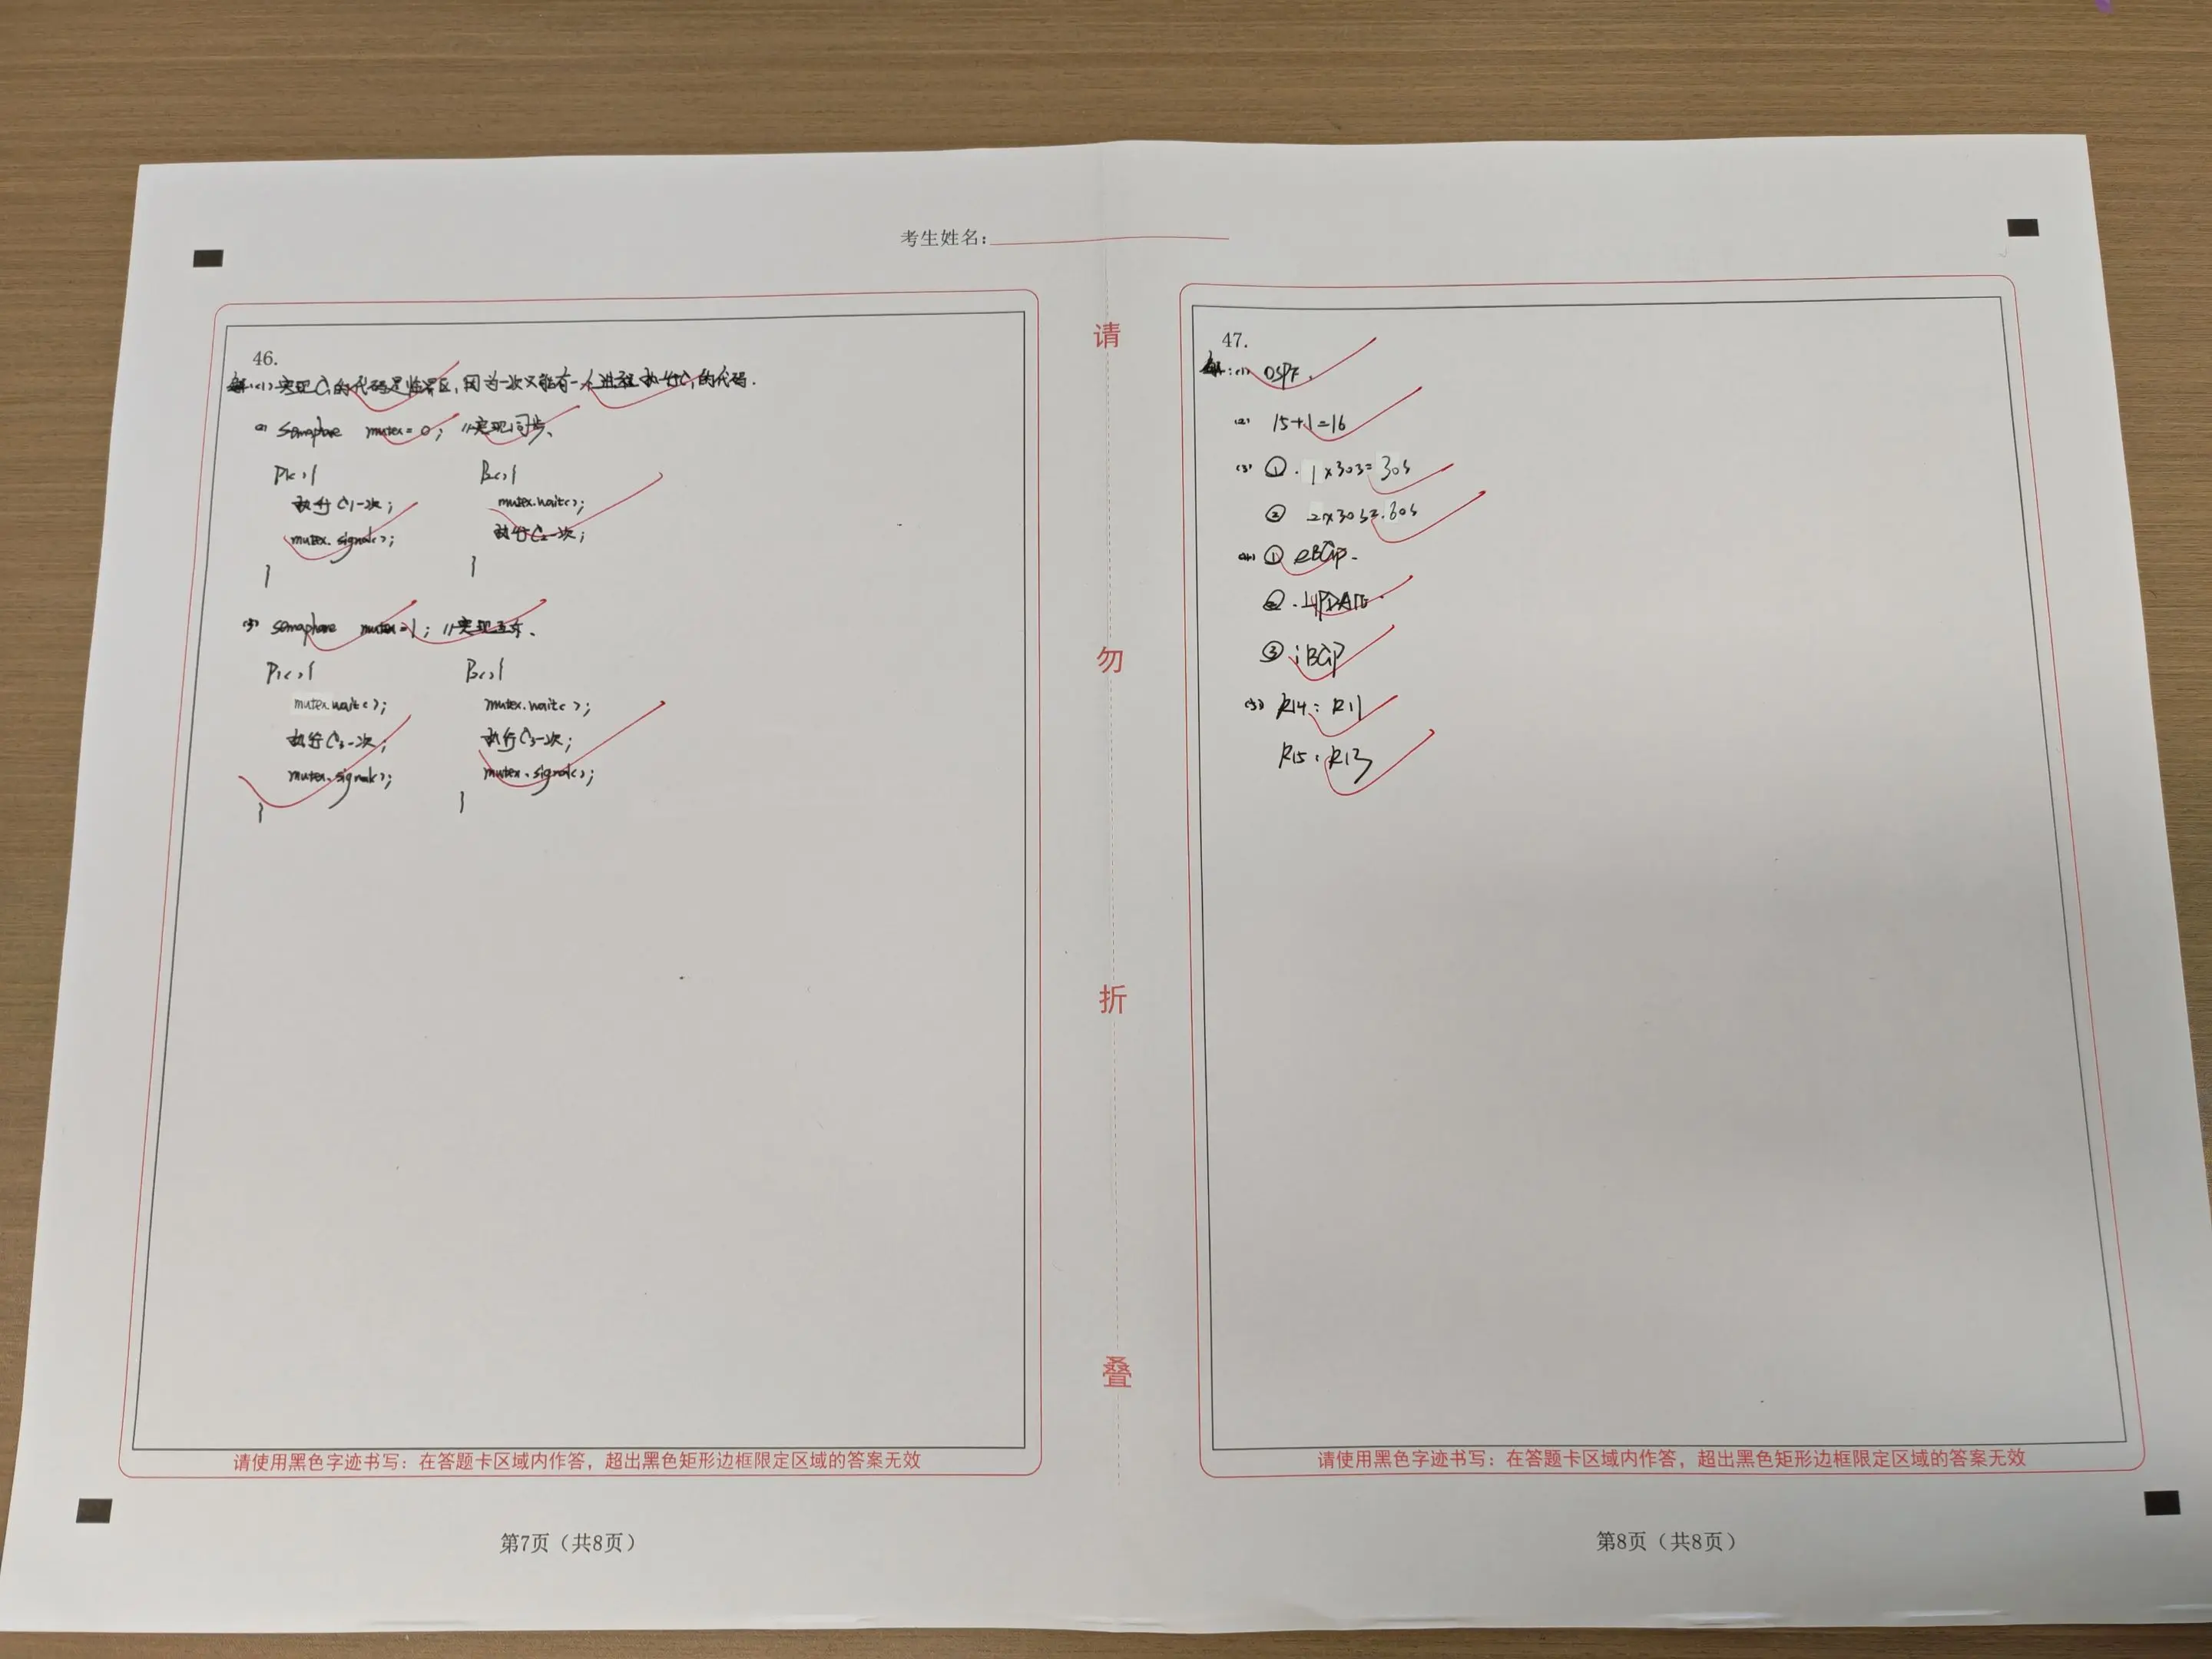 考生姓名：
46.
解:(1) 实现C1的代码是临界区,因为一次只能有一个进程执行C1的代码.
(2) semaphore mutex=0; //实现同步、
P1(){ P2(){
执行C1一次; mutex.wait();
mutex.signal(); 执行C2一次;
} }
(3) semaphore mutex=1; //实现互斥、
P1(){ P2(){
mutex.wait(); mutex.wait();
执行C3一次; 执行C3一次;
mutex.signal(); mutex.signal();
} }
请使用黑色字迹书写：在答题卡区域内作答，超出黑色矩形边框限定区域的答案无效
第7页（共8页）
请
勿
折
叠
47.
解:(1) OSPF.
(2) 15+1=16
(3) ①. 1×30s=30s
② 2×30s=60s
(4) ① eBGP.
②. UPDATE.
③ iBGP
(5) R14: R11
R15: R13
请使用黑色字迹书写：在答题卡区域内作答，超出黑色矩形边框限定区域的答案无效
第8页（共8页）